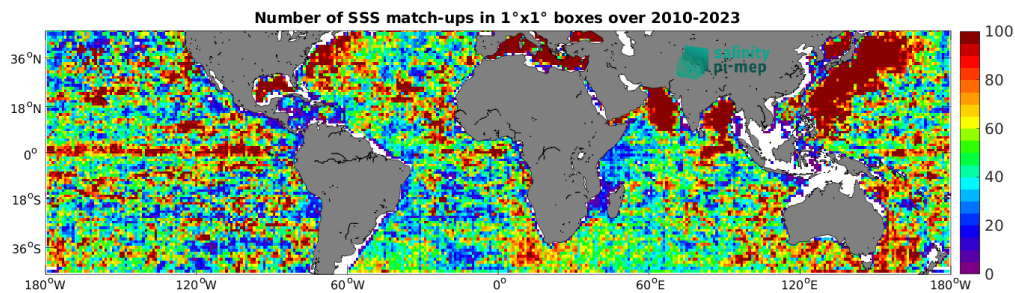 Number of SSS match-ups in 1°x1° boxes over 2010-2023
salinity
pi-mep
36°N
18°N
0°
18°S
36°S
180°W
120°W
60°W
0°
60°E
120°E
180°W
100
80
60
40
20
0